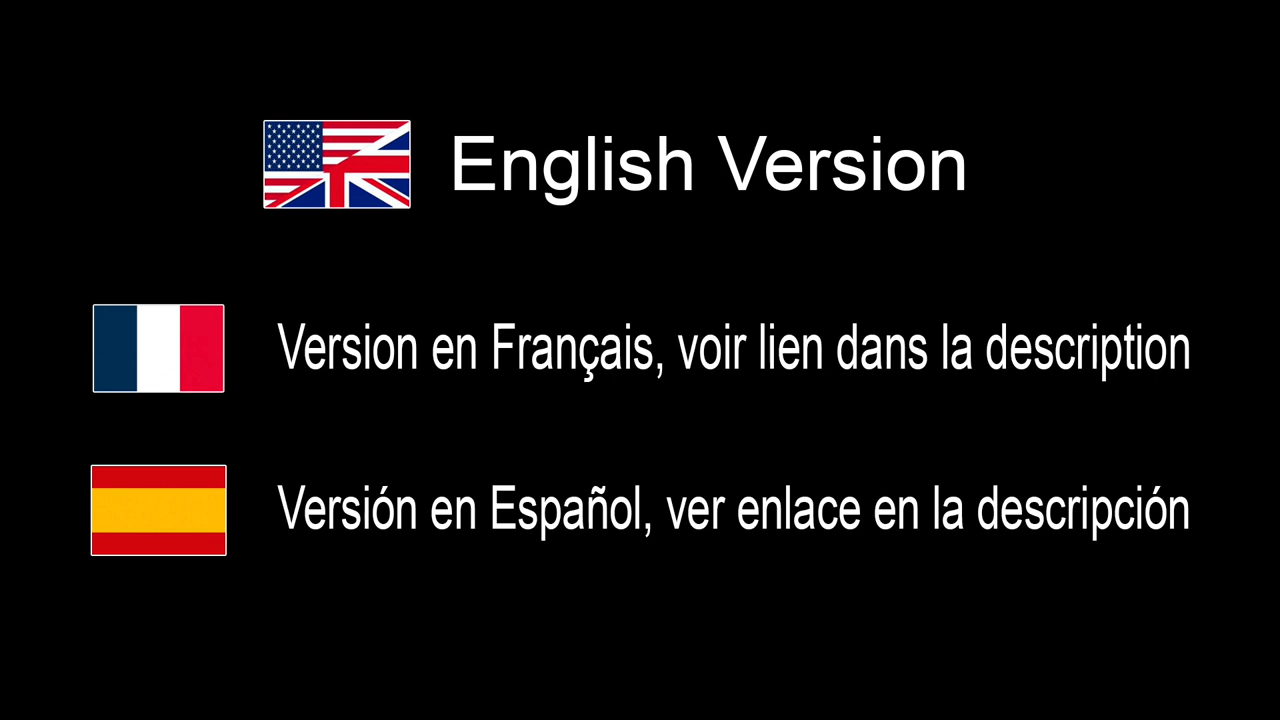 English Version
Version en Français, voir lien dans la description
Versión en Español, ver enlace en la descripción